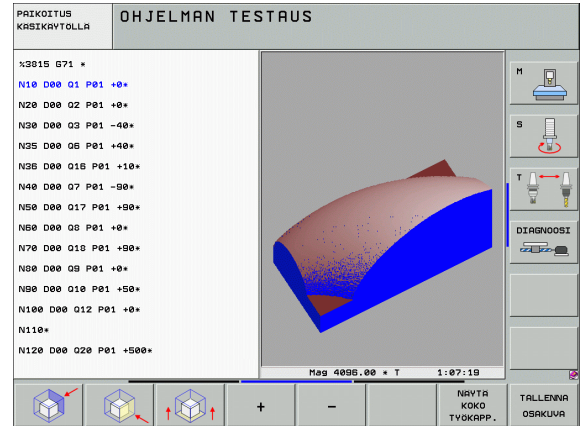 PAIKOITUS
KÄSIKÄYTÖLLÄ
OHJELMAN TESTAUS
%3815 G71 *
N10 D00 Q1 P01 +0*
N20 D00 Q2 P01 +0*
N30 D00 Q3 P01 -40*
N35 D00 Q6 P01 +40*
N36 D00 Q16 P01 +10*
N40 D00 Q7 P01 -90*
N50 D00 Q17 P01 +90*
N60 D00 Q8 P01 +0*
N70 D00 Q18 P01 +90*
N80 D00 Q9 P01 +0*
N90 D00 Q10 P01 +50*
N100 D00 Q12 P01 +0*
N110*
N120 D00 Q20 P01 +500*
Mag 4096.00 * T 1:07:19
M
S
T
DIAGNOOSI
+
-
NÄYTÄ
KOKO
TYÖKAPP.
TALLENNA
OSAKUVA